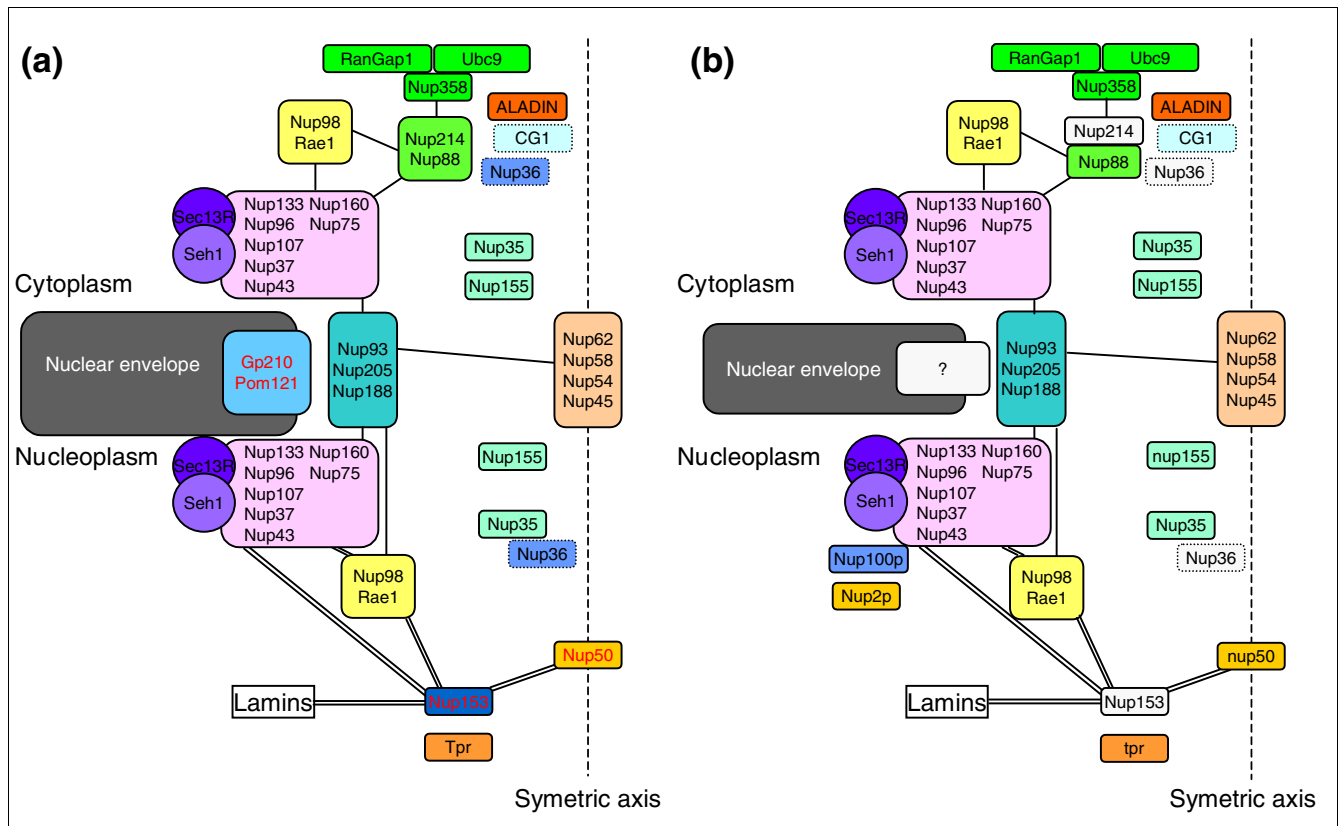 (a)
RanGap1 Ubc9
Nup358
ALADIN
Nup98
Rae1
Nup214
Nup88
CG1
Nup36
Sec13R
Seh1
Nup133 Nup160
Nup96 Nup75
Nup107
Nup37
Nup43
Nup35
Nup155
Cytoplasm
Nuclear envelope
Gp210
Pom121
Nup93
Nup205
Nup188
Nup62
Nup58
Nup54
Nup45
Nucleoplasm
Sec13R
Seh1
Nup133 Nup160
Nup96 Nup75
Nup107
Nup37
Nup43
Nup155
Nup35
Nup36
Nup98
Rae1
Nup50
Lamins
Nup153
Tpr
Symetric axis
(b)
RanGap1 Ubc9
Nup358
ALADIN
Nup98
Rae1
Nup214
Nup88
CG1
Nup36
Sec13R
Seh1
Nup133 Nup160
Nup96 Nup75
Nup107
Nup37
Nup43
Nup35
Nup155
Cytoplasm
Nuclear envelope
?
Nup93
Nup205
Nup188
Nup62
Nup58
Nup54
Nup45
Nucleoplasm
Sec13R
Seh1
Nup133 Nup160
Nup96 Nup75
Nup107
Nup37
Nup43
nup155
Nup35
Nup36
Nup100p
Nup2p
Nup98
Rae1
nup50
Lamins
Nup153
tpr
Symetric axis